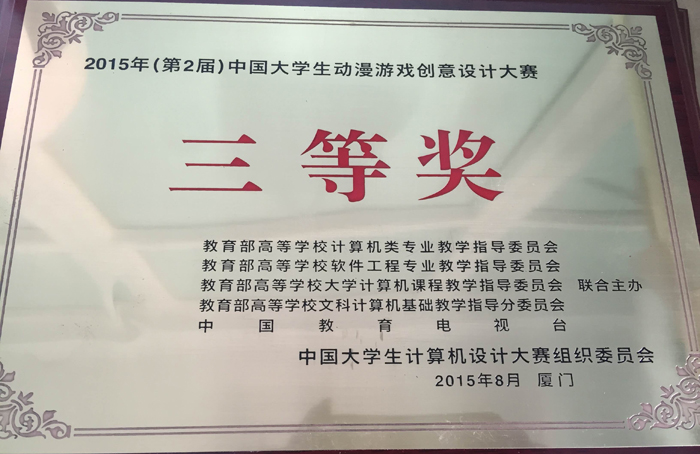 2015年(第2届)中国大学生动漫游戏创意设计大赛
三等奖
教育部高等学校计算机类专业教学指导委员会
教育部高等学校软件工程专业教学指导委员会
教育部高等学校大学计算机课程教学指导委员会 联合主办
教育部高等学校文科计算机基础教学指导分委员会
中国教育电视台
中国大学生计算机设计大赛组织委员会
2015年8月 厦门